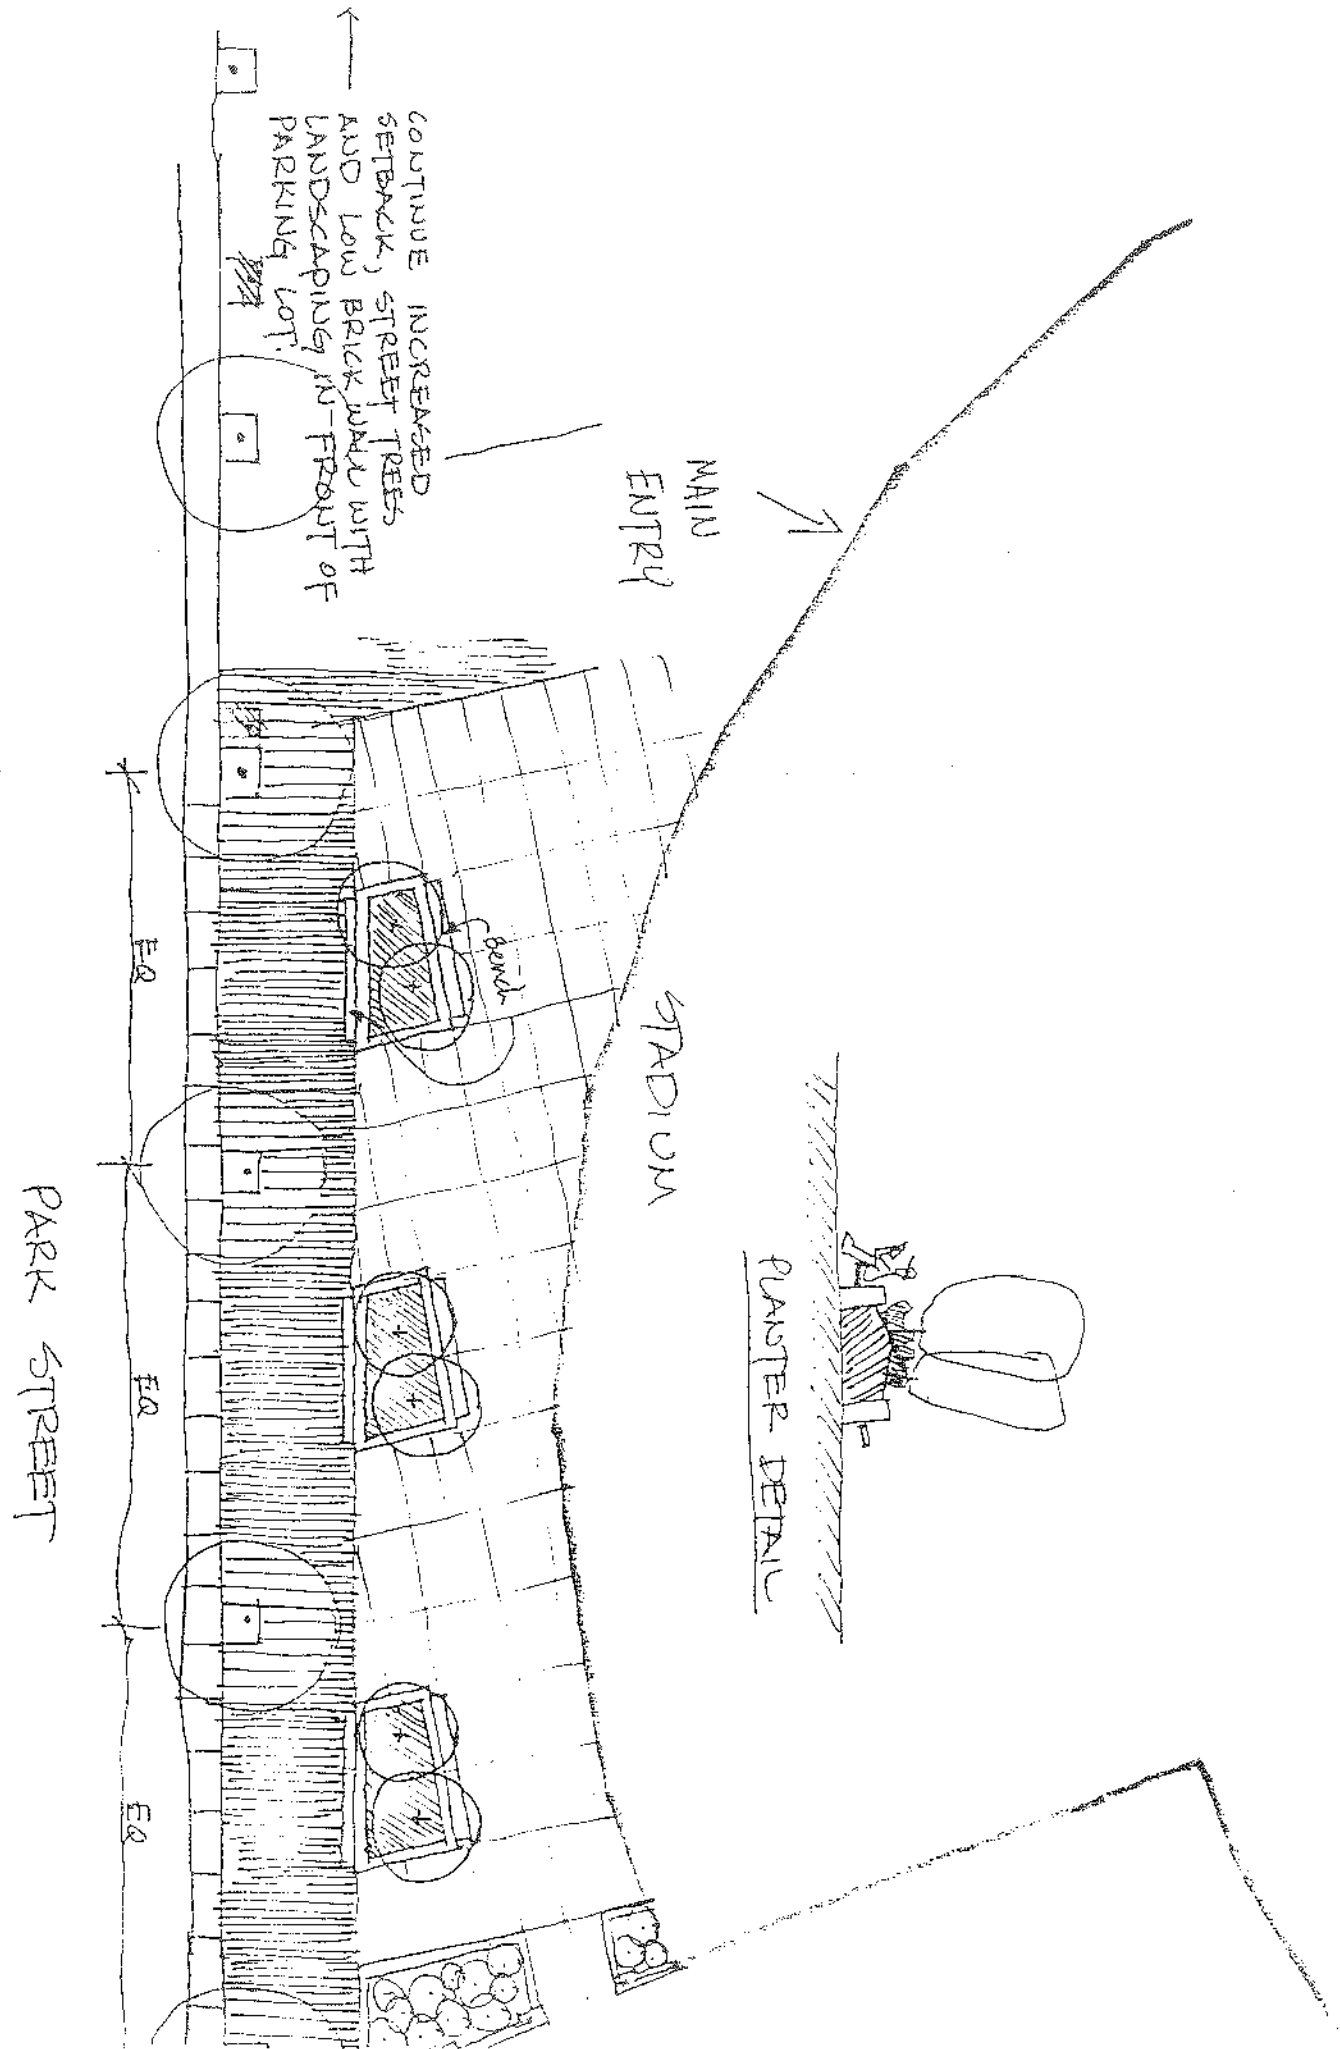 CONTINUE INCREASED
SETBACK, STREET TREES
AND LOW BRICK WALL WITH
LANDSCAPING IN FRONT OF
PARKING LOT.
MAIN
ENTRY
STADIUM
Bench
PLANTER DETAIL
EQ
EQ
EQ
PARK STREET